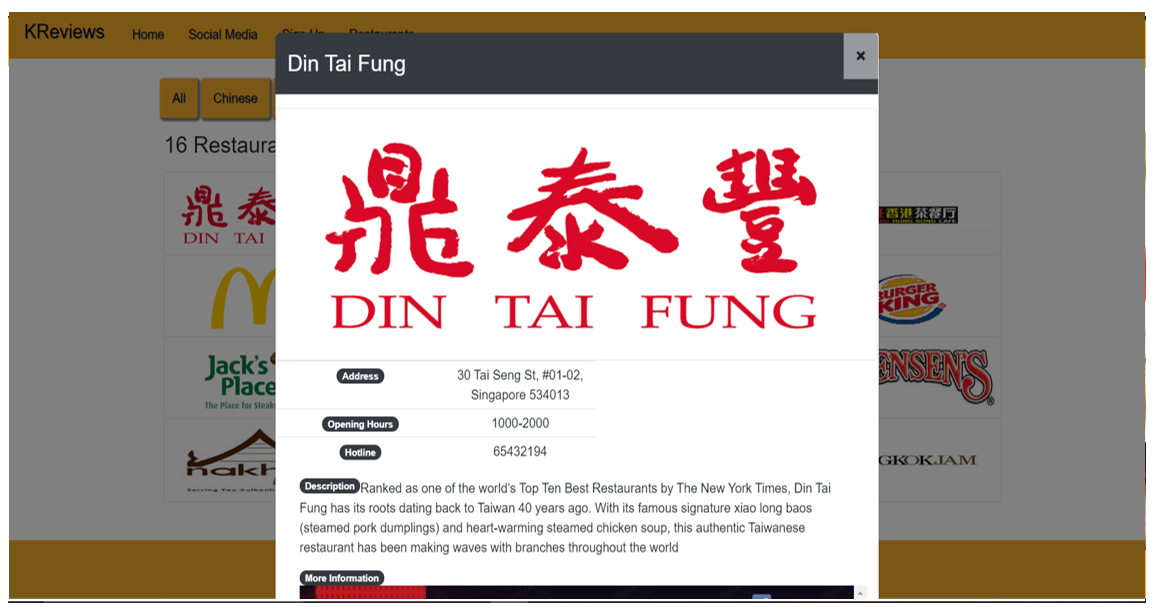 KReviews Home Social Media Sign Up Restaurants
Din Tai Fung ×
All Chinese
16 Restaura
鼎泰豐
DIN TAI FUNG
鼎泰
DIN TAI
香港茶餐厅
HONG KONG CAFE
BURGER
KING
Jack's
Place
The Place for Steak
ENSEN'S
®
nakh
Serving You Authenti
GKOKJAM
Address 30 Tai Seng St, #01-02,
Singapore 534013
Opening Hours 1000-2000
Hotline 65432194
Description Ranked as one of the world's Top Ten Best Restaurants by The New York Times, Din Tai
Fung has its roots dating back to Taiwan 40 years ago. With its famous signature xiao long baos
(steamed pork dumplings) and heart-warming steamed chicken soup, this authentic Taiwanese
restaurant has been making waves with branches throughout the world
More Information